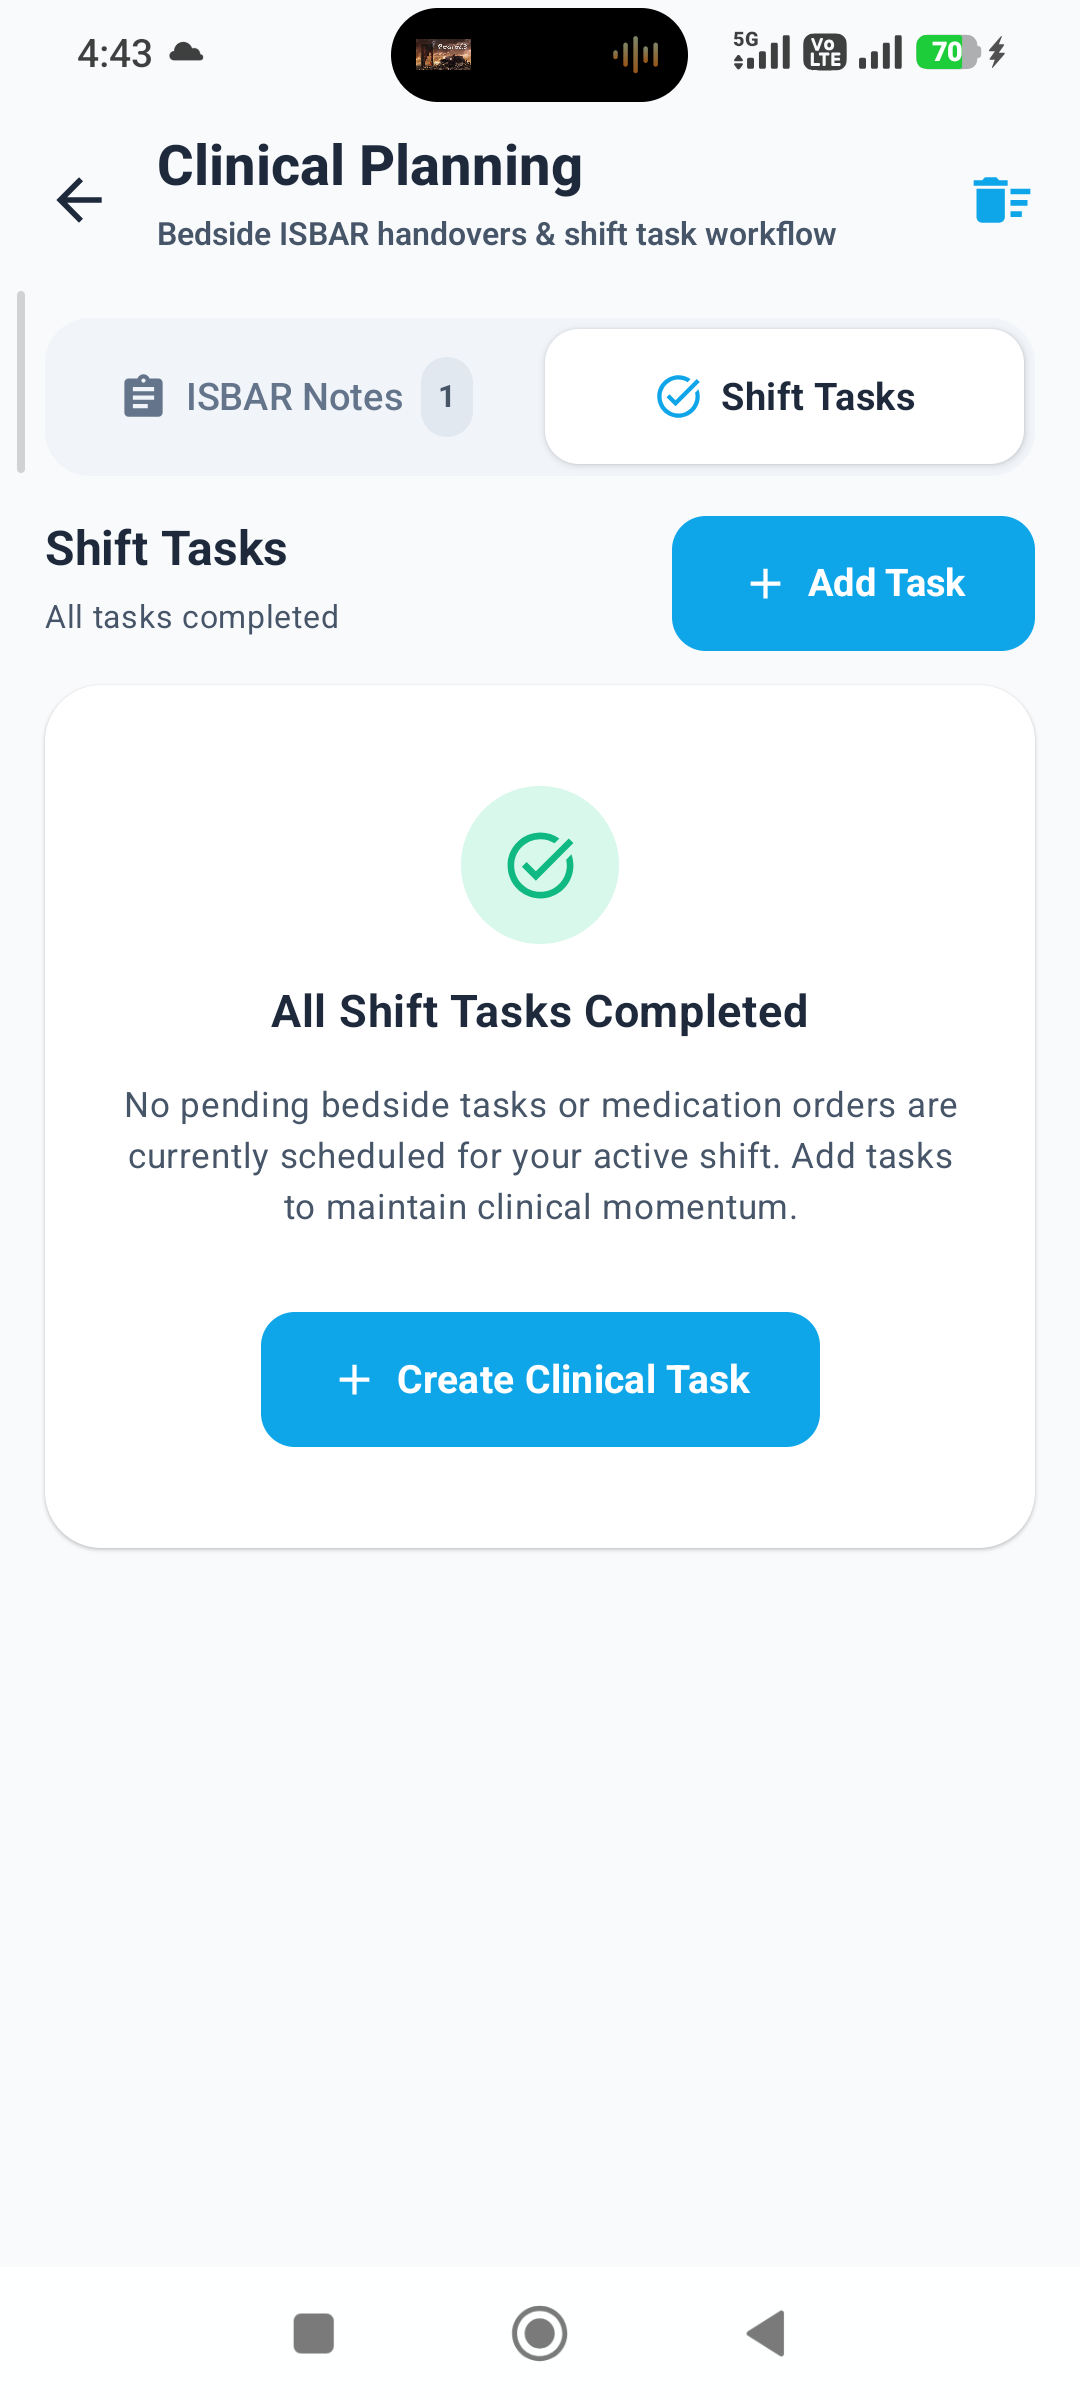 4:43
5G
Vo
LTE
70
Clinical Planning
Bedside ISBAR handovers & shift task workflow
ISBAR Notes
1
Shift Tasks
Shift Tasks
All tasks completed
Add Task
All Shift Tasks Completed
No pending bedside tasks or medication orders are
currently scheduled for your active shift. Add tasks
to maintain clinical momentum.
Create Clinical Task